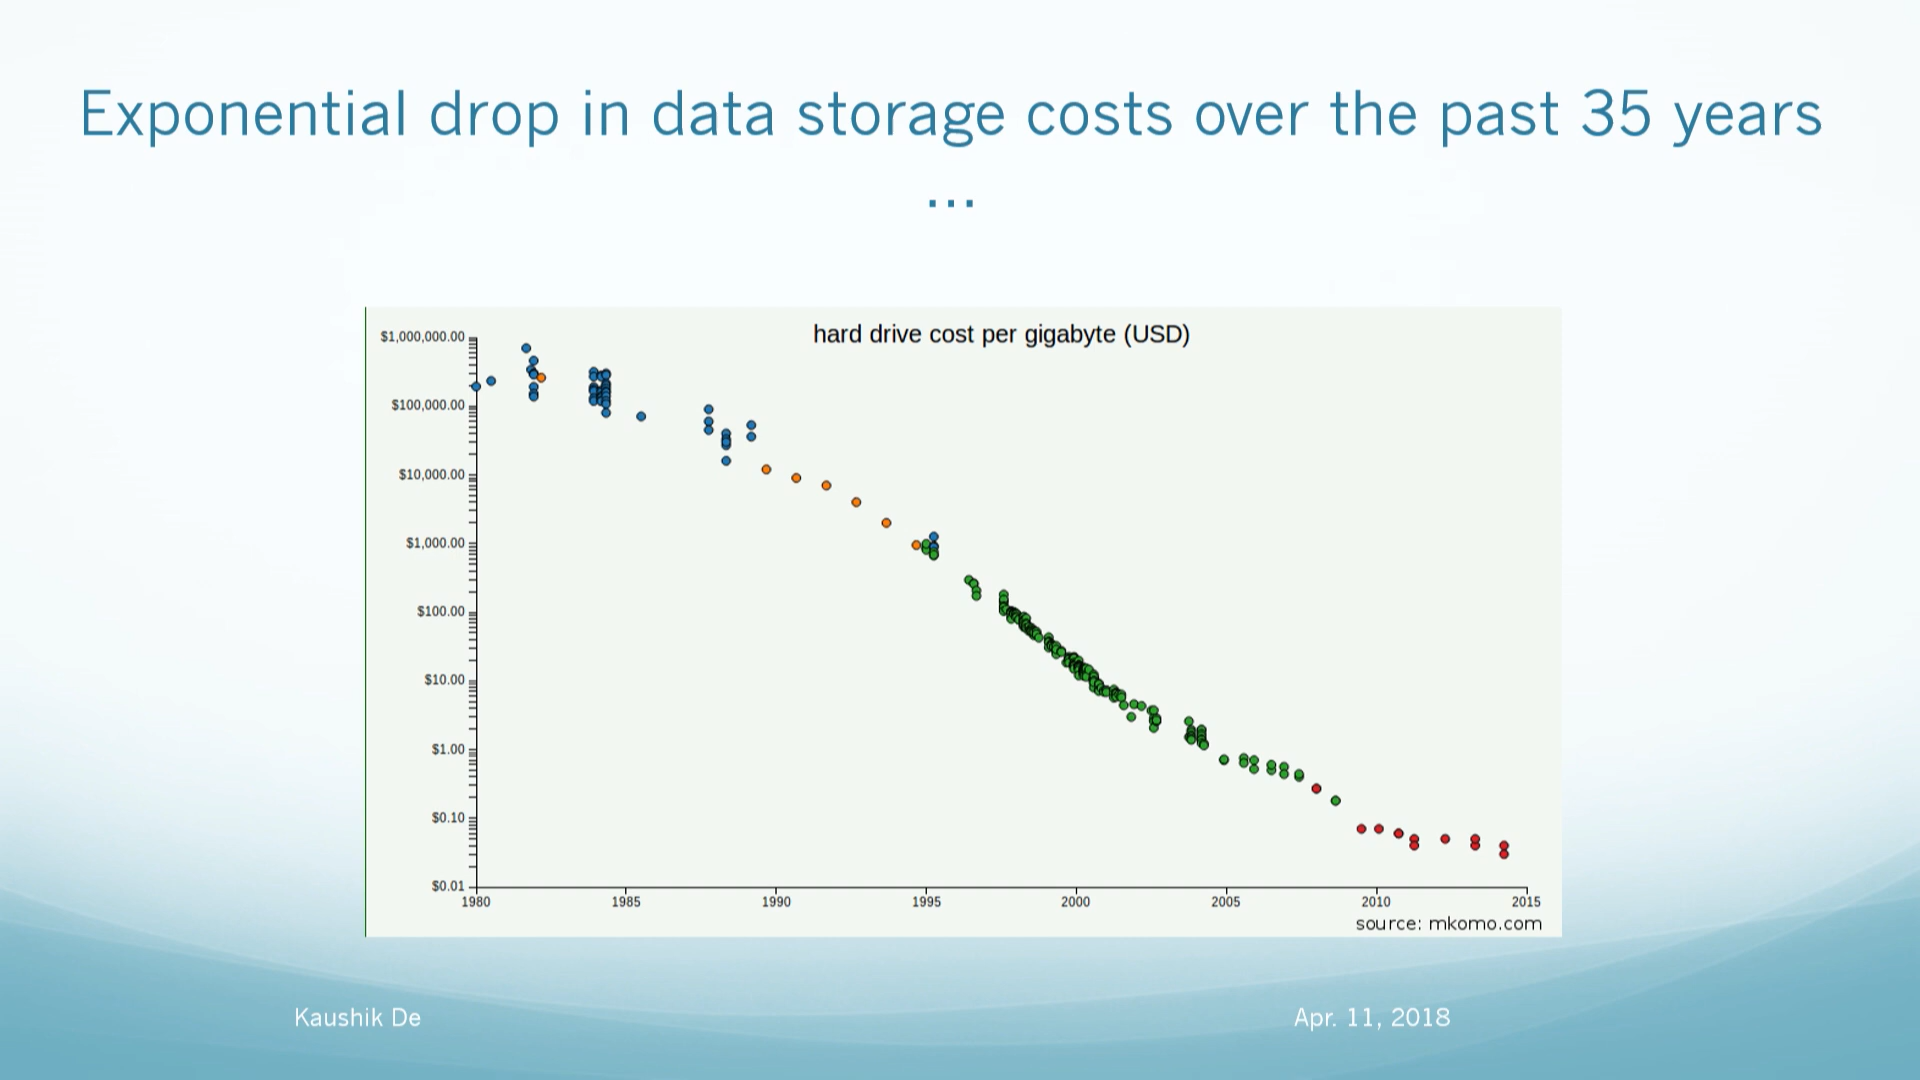 Exponential drop in data storage costs over the past 35 years
...
hard drive cost per gigabyte (USD)
$1,000,000.00
$100,000.00
$10,000.00
$1,000.00
$100.00
$10.00
$1.00
$0.10
$0.01
1980 1985 1990 1995 2000 2005 2010 2015
source: mkomo.com
Kaushik De
Apr. 11, 2018